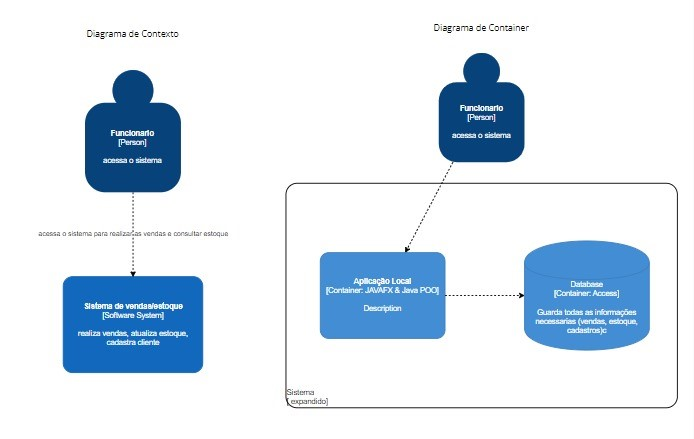 Diagrama de Contexto
Funcionario
[Person]
acessa o sistema
acessa o sistema para realizar as vendas e consultar estoque
Sistema de vendas/estoque
[Software System]
realiza vendas, atualiza estoque,
cadastra cliente
Diagrama de Container
Funcionario
[Person]
acessa o sistema
Aplicação Local
[Container: JAVAFX & Java POO]
Description
Database
[Container: Access]
Guarda todas as informações
necessarias (vendas, estoque,
cadastros)c
Sistema
[ expandido]